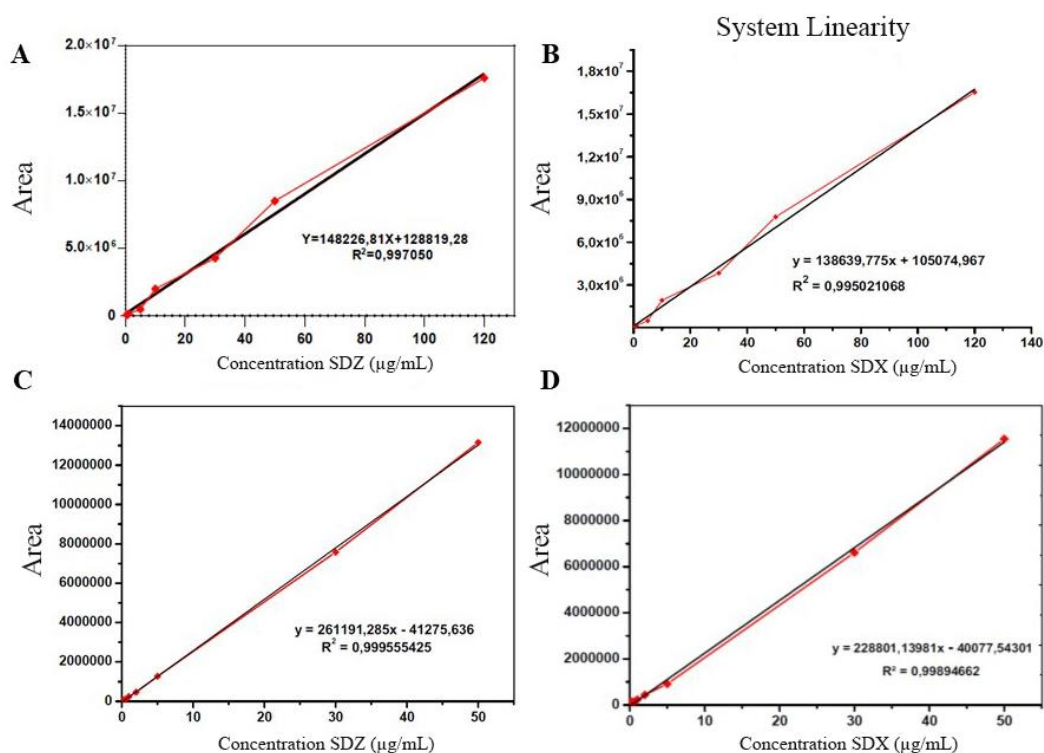 System Linearity
A
2.0×10⁷
1.5×10⁷
1.0×10⁷
5.0×10⁶
0
Area
Y=148226,81X+128819,28
R²=0,997050
0 20 40 60 80 100 120
Concentration SDZ (µg/mL)
B
1,8x10⁷
1,5x10⁷
1,2x10⁷
9,0x10⁶
6,0x10⁶
3,0x10⁶
Area
y = 138639,775x + 105074,967
R² = 0,995021068
0 20 40 60 80 100 120 140
Concentration SDX (µg/mL)
C
14000000
12000000
10000000
8000000
6000000
4000000
2000000
0
Area
y = 261191,285x - 41275,636
R² = 0,999555425
0 10 20 30 40 50
Concentration SDZ (µg/mL)
D
12000000
10000000
8000000
6000000
4000000
2000000
0
Area
y = 228801,13981x - 40077,54301
R² = 0,99894662
0 10 20 30 40 50
Concentration SDX (µg/mL)